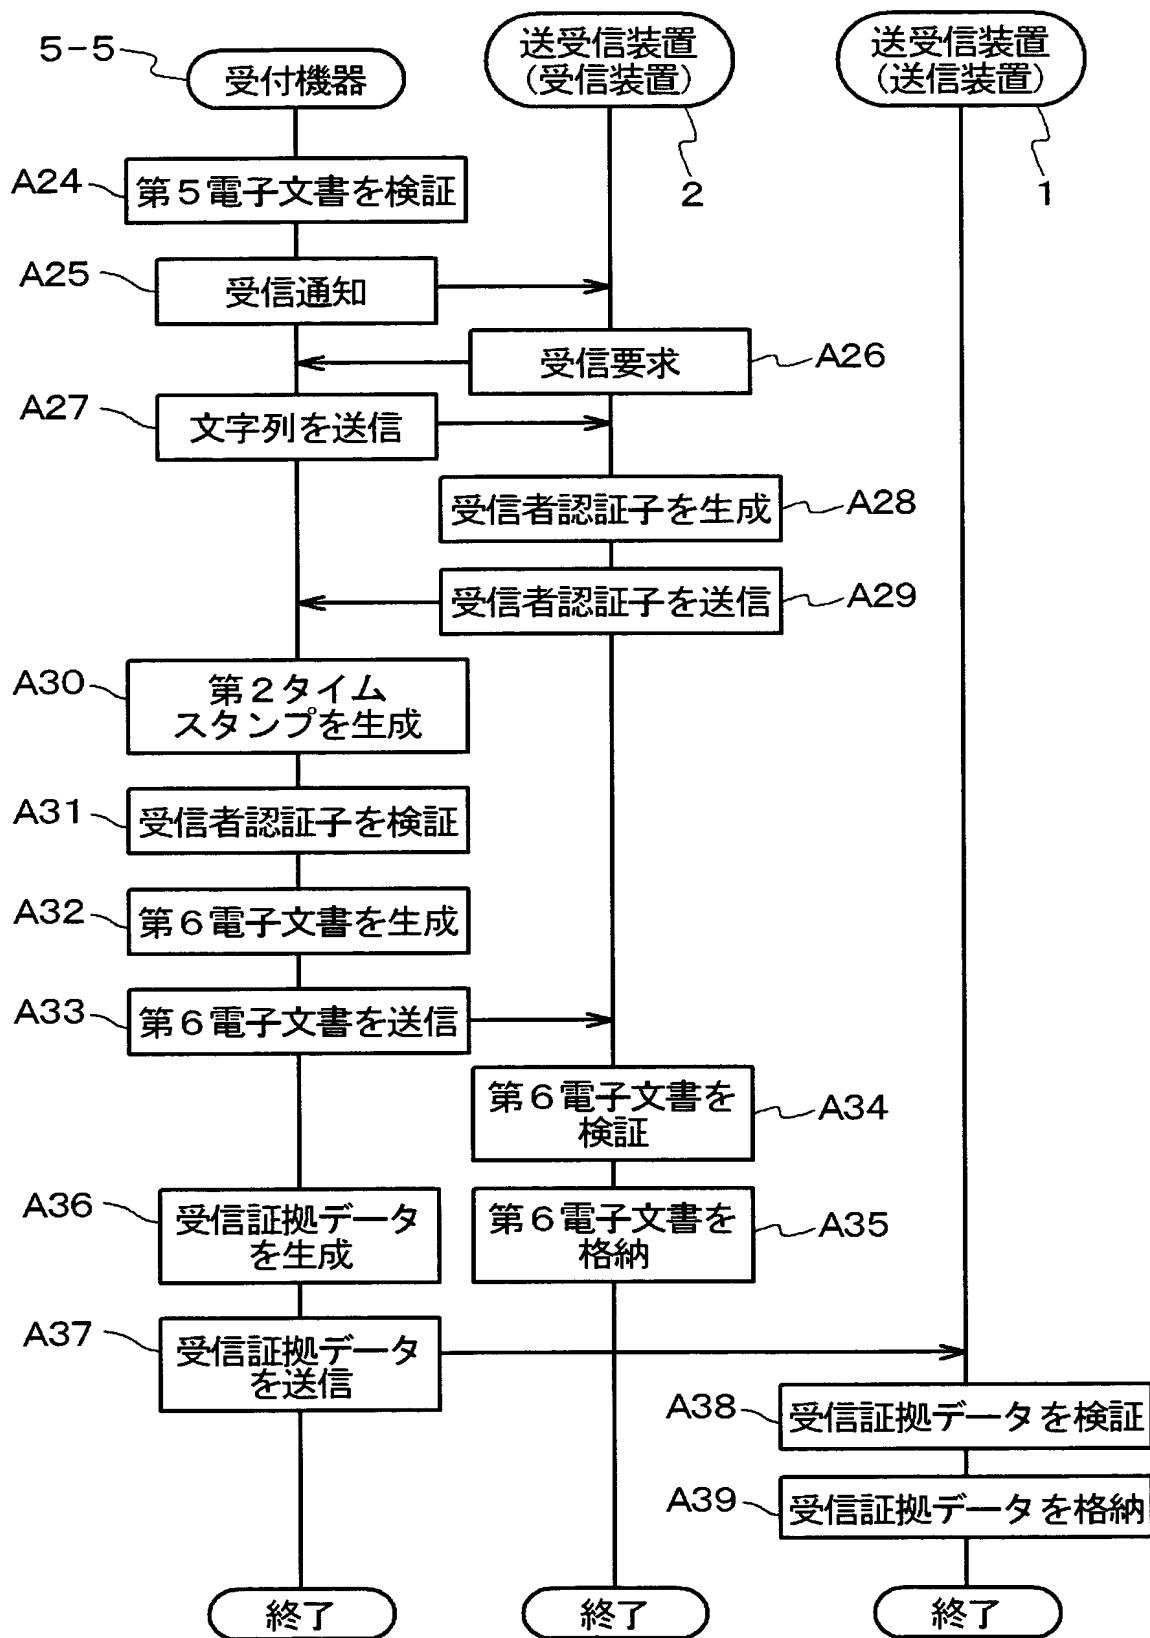 5-5
受付機器
送受信装置
(受信装置)
2
送受信装置
(送信装置)
1
A24
第5電子文書を検証
A25
受信通知
受信要求
A26
A27
文字列を送信
受信者認証子を生成
A28
受信者認証子を送信
A29
A30
第2タイム
スタンプを生成
A31
受信者認証子を検証
A32
第6電子文書を生成
A33
第6電子文書を送信
第6電子文書を
検証
A34
A36
受信証拠データ
を生成
第6電子文書を
格納
A35
A37
受信証拠データ
を送信
A38
受信証拠データを検証
A39
受信証拠データを格納
終了
終了
終了